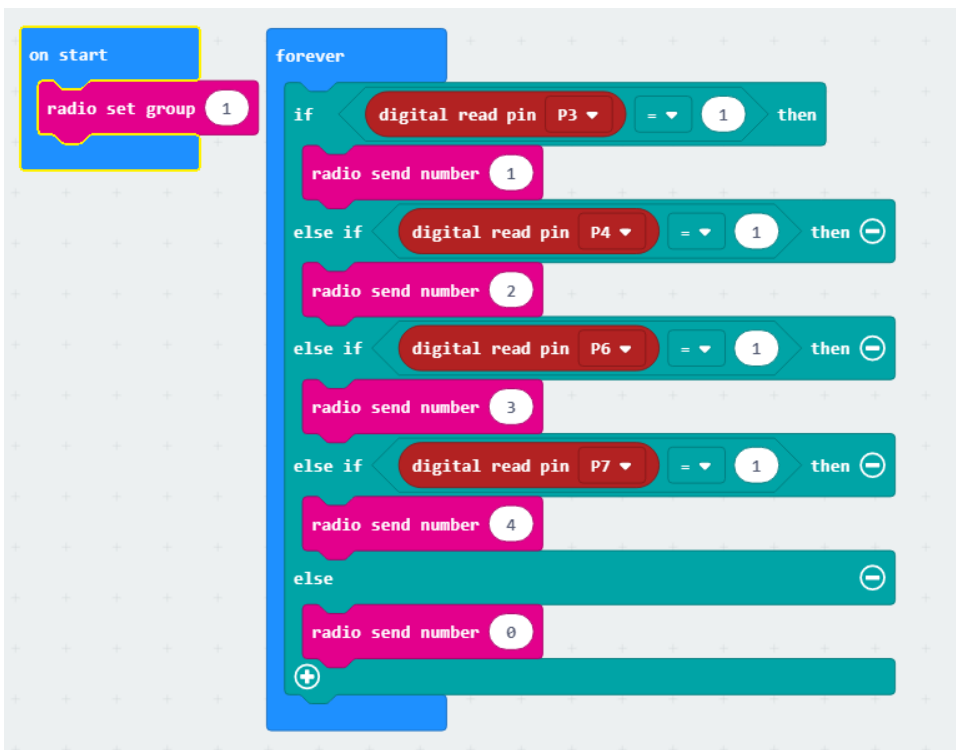 on start
radio set group 1
forever
if digital read pin P3 = 1 then
radio send number 1
else if digital read pin P4 = 1 then
radio send number 2
else if digital read pin P6 = 1 then
radio send number 3
else if digital read pin P7 = 1 then
radio send number 4
else
radio send number 0